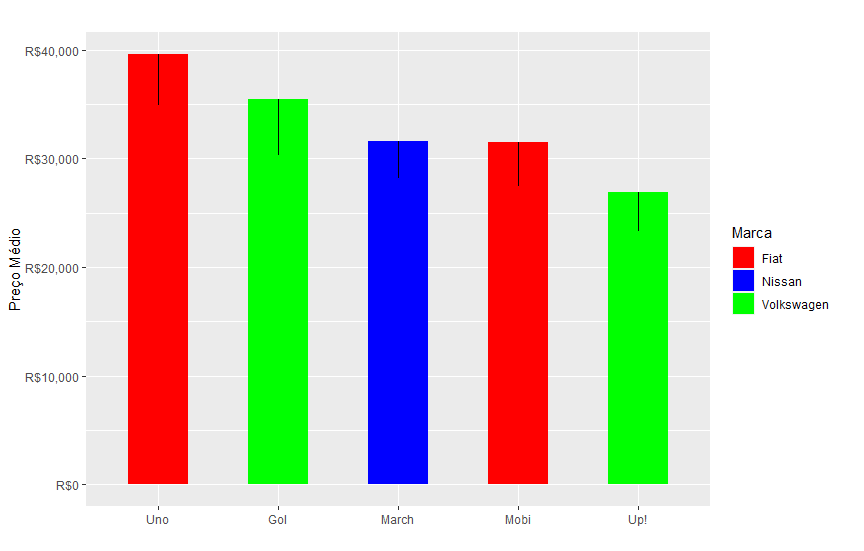 R$40,000
R$30,000
R$20,000
R$10,000
R$0
Preço Médio
Uno
Gol
March
Mobi
Up!
Marca
Fiat
Nissan
Volkswagen